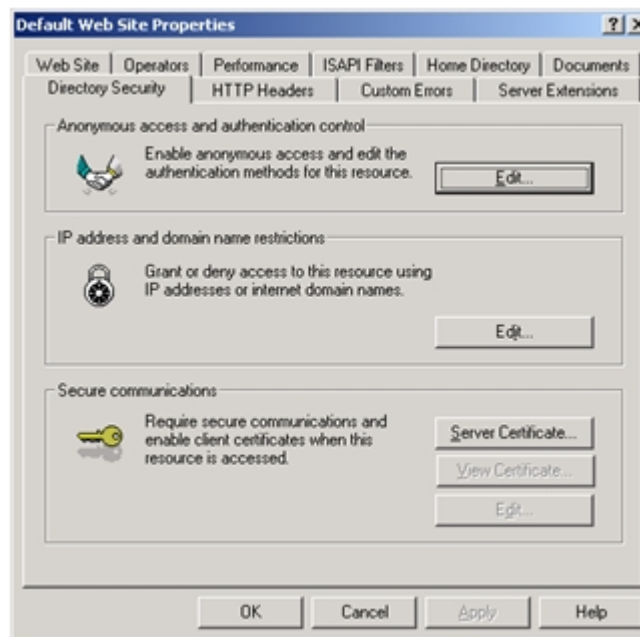 Default Web Site Properties
Web Site Operators Performance ISAPI Filters Home Directory Documents
Directory Security HTTP Headers Custom Errors Server Extensions
Anonymous access and authentication control
Enable anonymous access and edit the
authentication methods for this resource.
Edit...
IP address and domain name restrictions
Grant or deny access to this resource using
IP addresses or internet domain names.
Edit...
Secure communications
Require secure communications and
enable client certificates when this
resource is accessed.
Server Certificate...
View Certificate...
Edit...
OK Cancel Apply Help